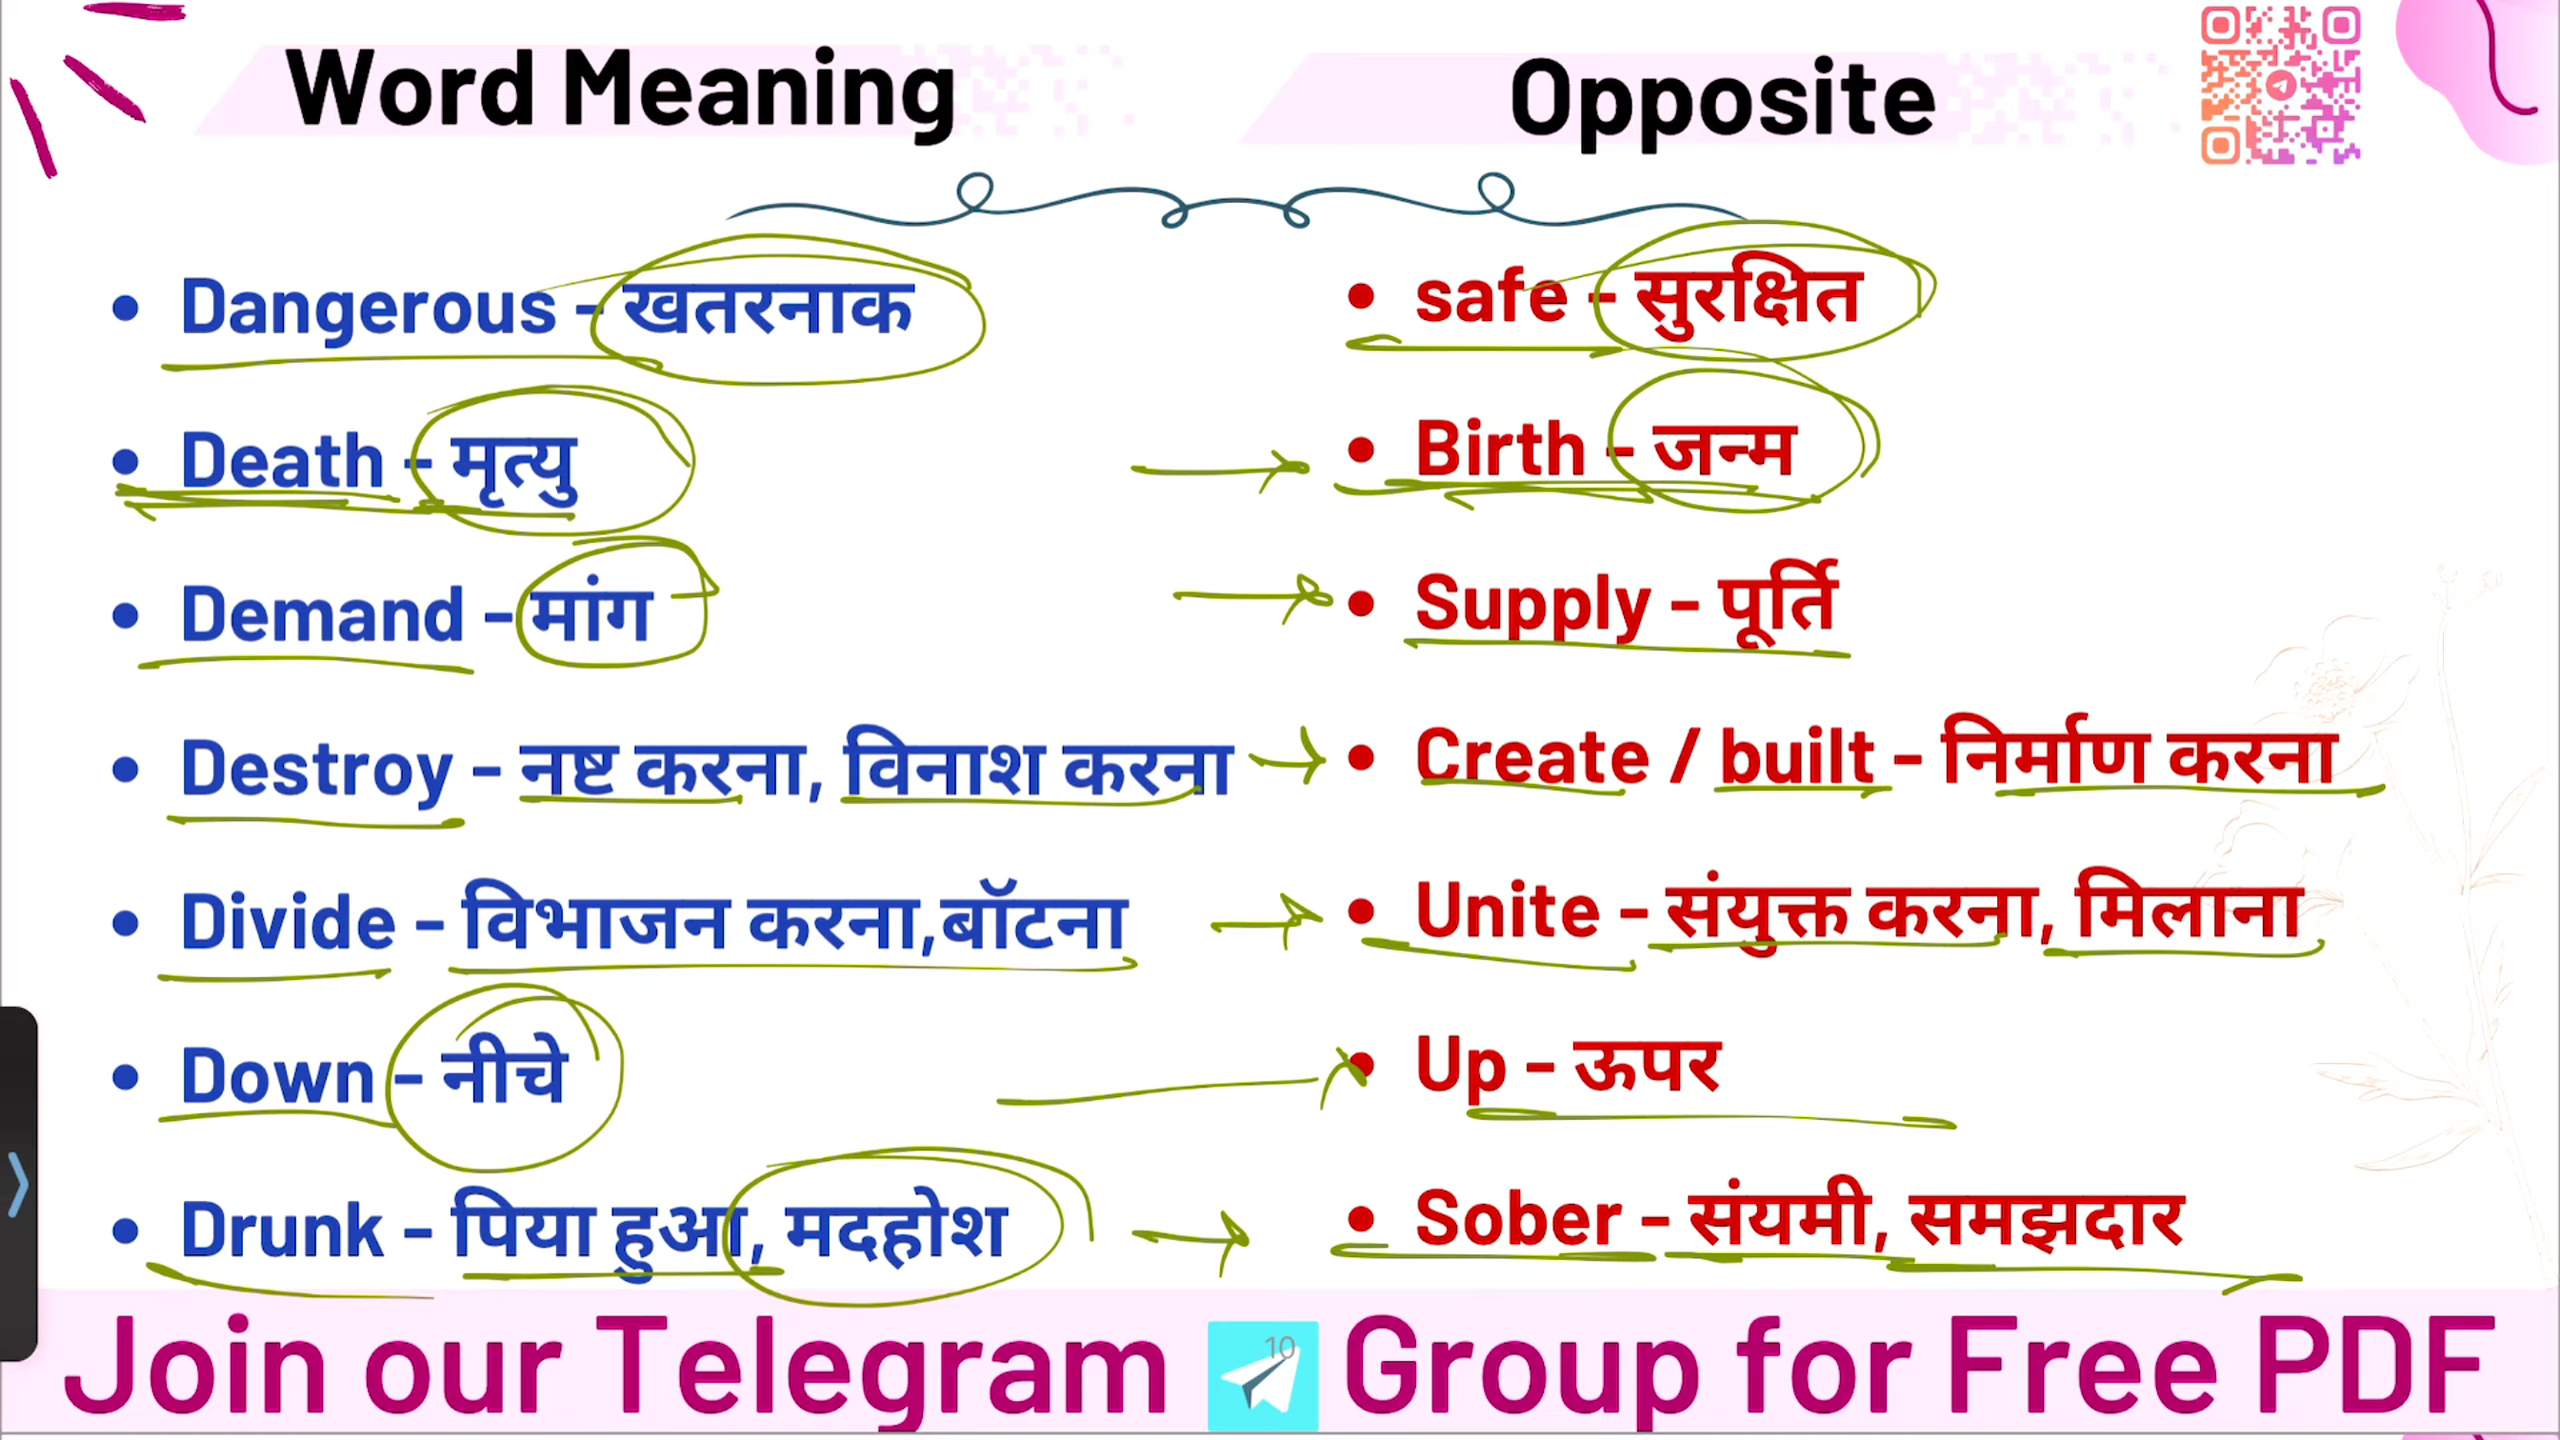 Word Meaning
Opposite
• Dangerous - खतरनाक
• safe - सुरक्षित
• Death - मृत्यु
• Birth - जन्म
• Demand - मांग
• Supply - पूर्ति
• Destroy - नष्ट करना, विनाश करना
• Create / built - निर्माण करना
• Divide - विभाजन करना,बॉटना
• Unite - संयुक्त करना, मिलाना
• Down - नीचे
• Up - ऊपर
• Drunk - पिया हुआ, मदहोश
• Sober - संयमी, समझदार
Join our Telegram Group for Free PDF
10